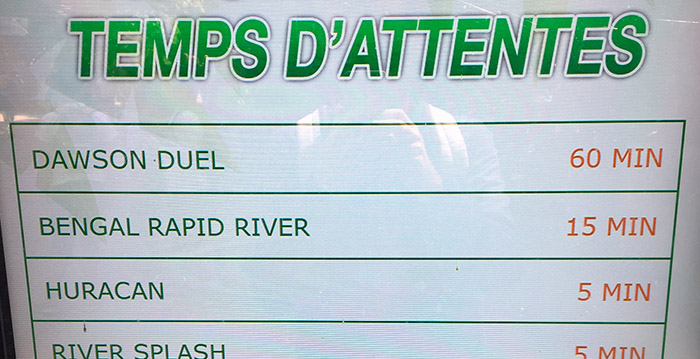 TEMPS D'ATTENTES
DAWSON DUEL 60 MIN
BENGAL RAPID RIVER 15 MIN
HURACAN 5 MIN
RIVER SPLASH 5 MIN